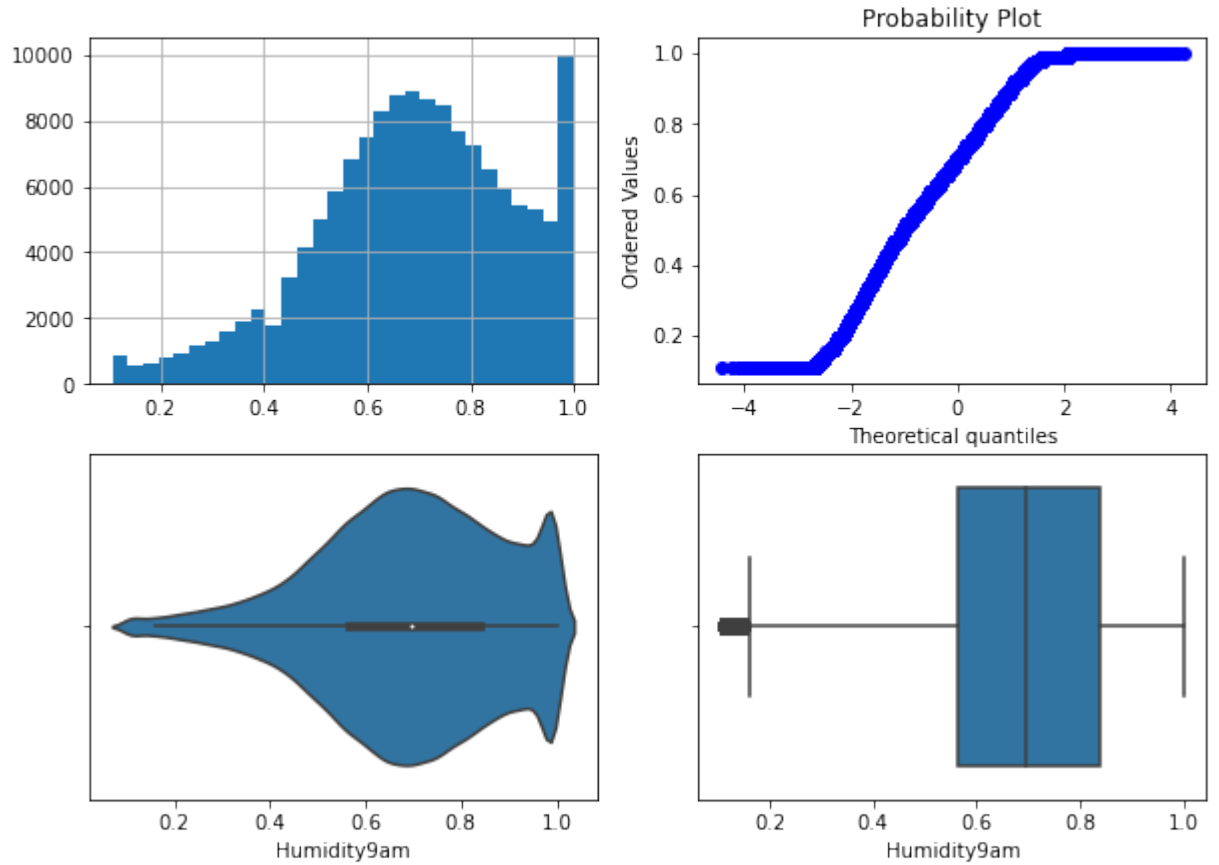 10000
8000
6000
4000
2000
0
0.2 0.4 0.6 0.8 1.0
Probability Plot
Ordered Values
1.0
0.8
0.6
0.4
0.2
−4 −2 0 2 4
Theoretical quantiles
0.2 0.4 0.6 0.8 1.0
Humidity9am
0.2 0.4 0.6 0.8 1.0
Humidity9am